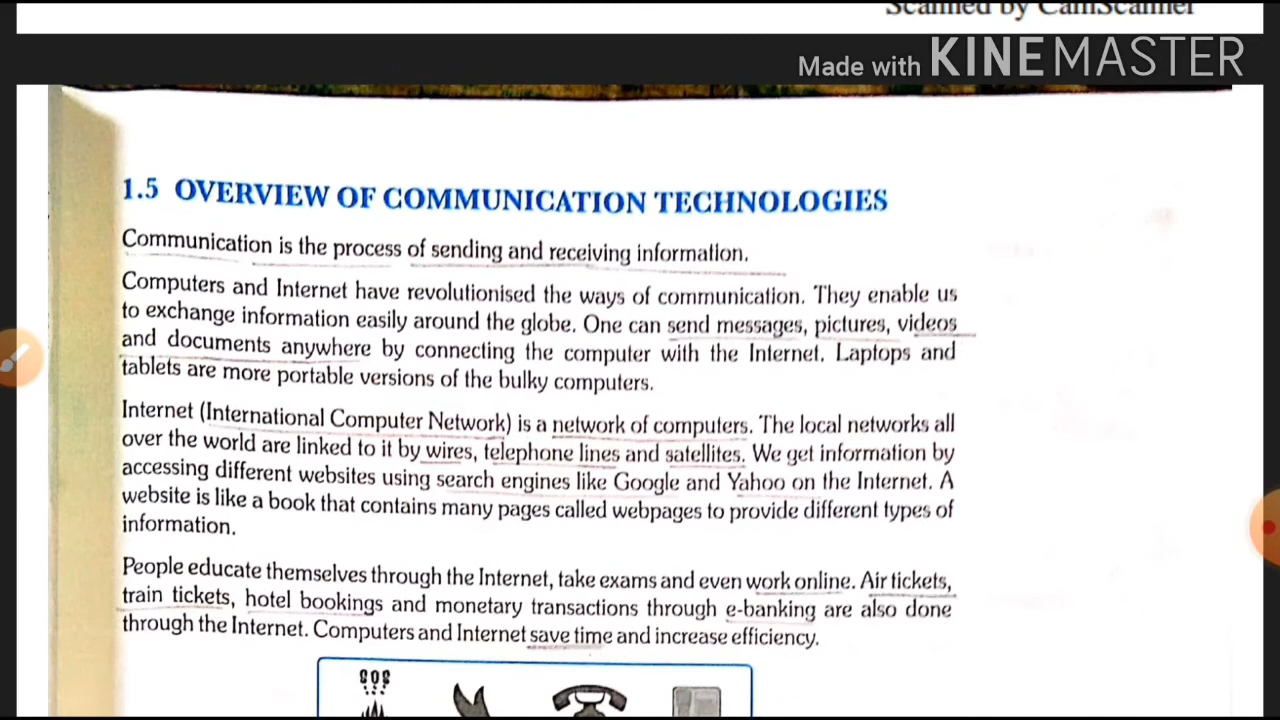 Scanned by CamScanner
Made with KINEMASTER
1.5 OVERVIEW OF COMMUNICATION TECHNOLOGIES
Communication is the process of sending and receiving information.
Computers and Internet have revolutionised the ways of communication. They enable us
to exchange information easily around the globe. One can send messages, pictures, videos
and documents anywhere by connecting the computer with the Internet. Laptops and
tablets are more portable versions of the bulky computers.
Internet (International Computer Network) is a network of computers. The local networks all
over the world are linked to it by wires, telephone lines and satellites. We get information by
accessing different websites using search engines like Google and Yahoo on the Internet. A
website is like a book that contains many pages called webpages to provide different types of
information.
People educate themselves through the Internet, take exams and even work online. Air tickets,
train tickets, hotel bookings and monetary transactions through e-banking are also done
through the Internet. Computers and Internet save time and increase efficiency.
SOS